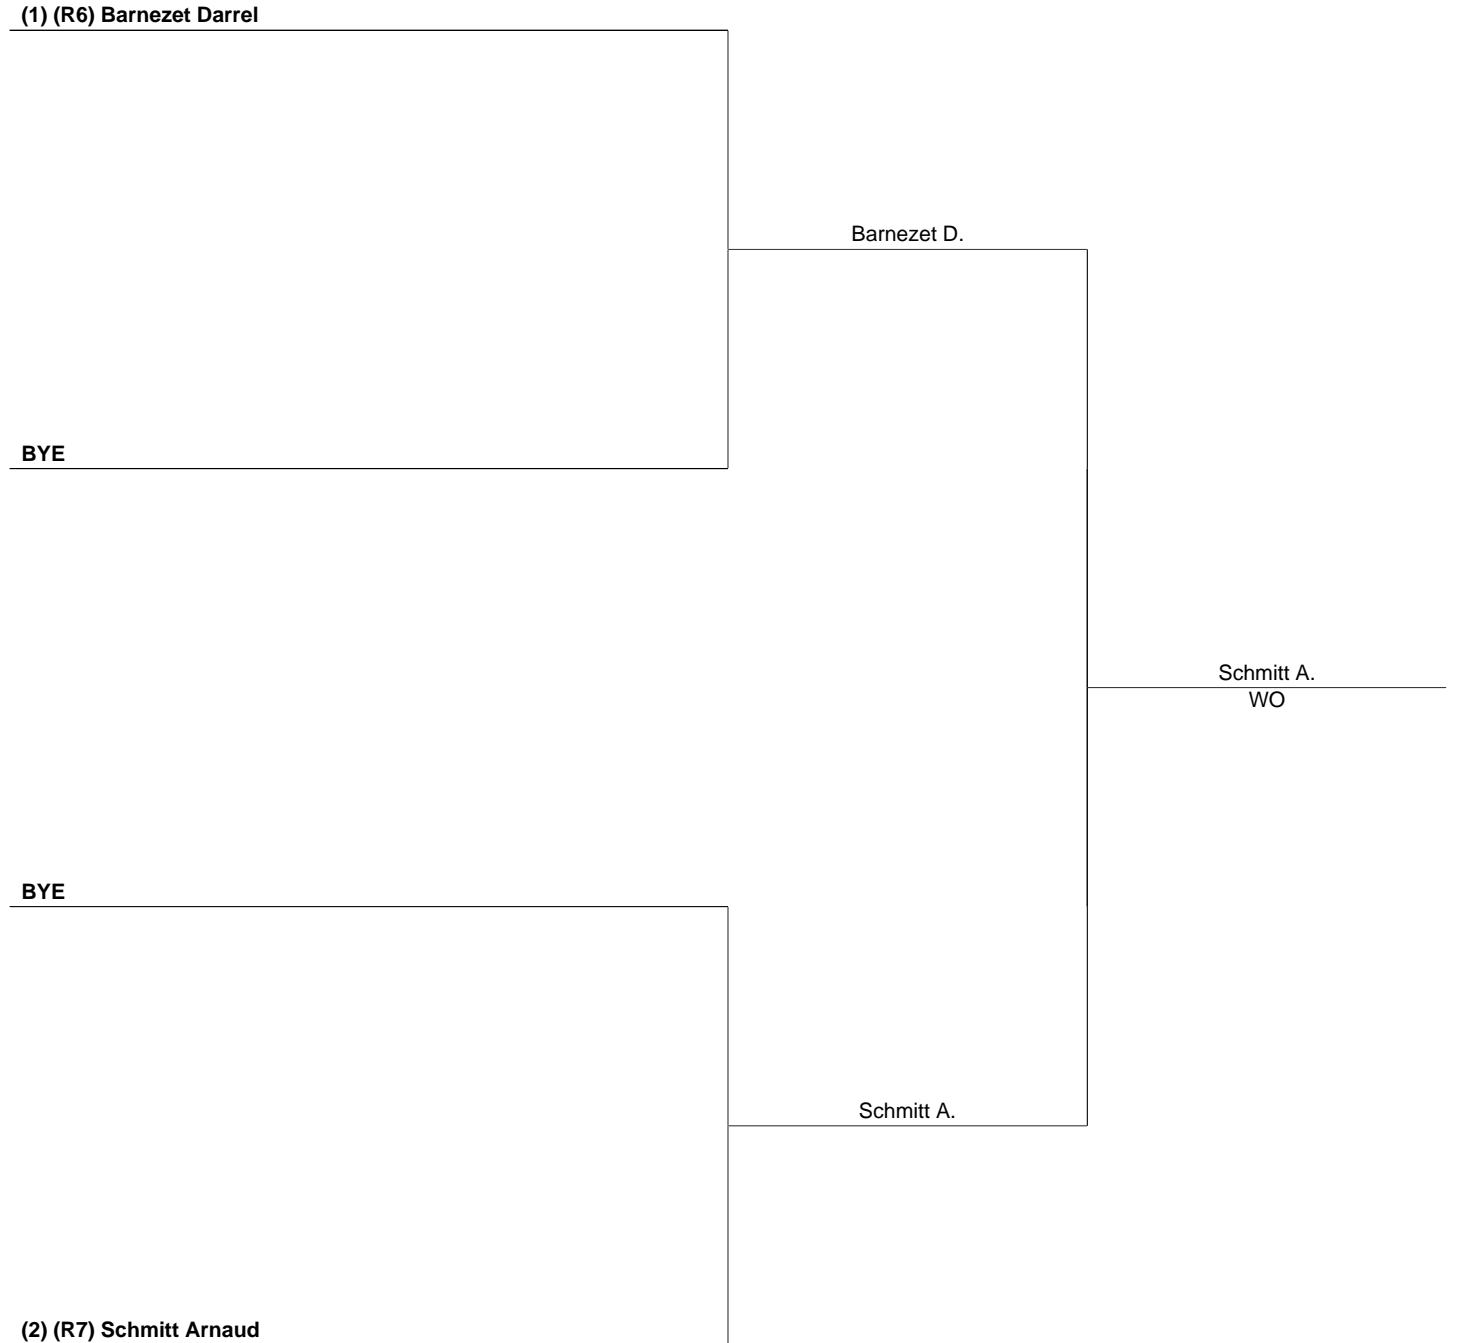 (1) (R6) Barnezet Darrel
Barnezet D.
BYE
Schmitt A.
WO
BYE
Schmitt A.
(2) (R7) Schmitt Arnaud